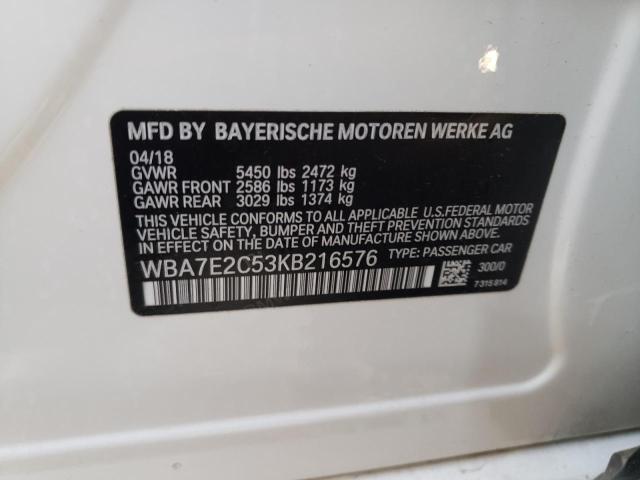 MFD BY BAYERISCHE MOTOREN WERKE AG
04/18
GVWR 5450 lbs 2472 kg
GAWR FRONT 2586 lbs 1173 kg
GAWR REAR 3029 lbs 1374 kg
THIS VEHICLE CONFORMS TO ALL APPLICABLE U.S.FEDERAL MOTOR
VEHICLE SAFETY, BUMPER AND THEFT PREVENTION STANDARDS
IN EFFECT ON THE DATE OF MANUFACTURE SHOWN ABOVE.
WBA7E2C53KB216576 TYPE: PASSENGER CAR
300/0
7315814